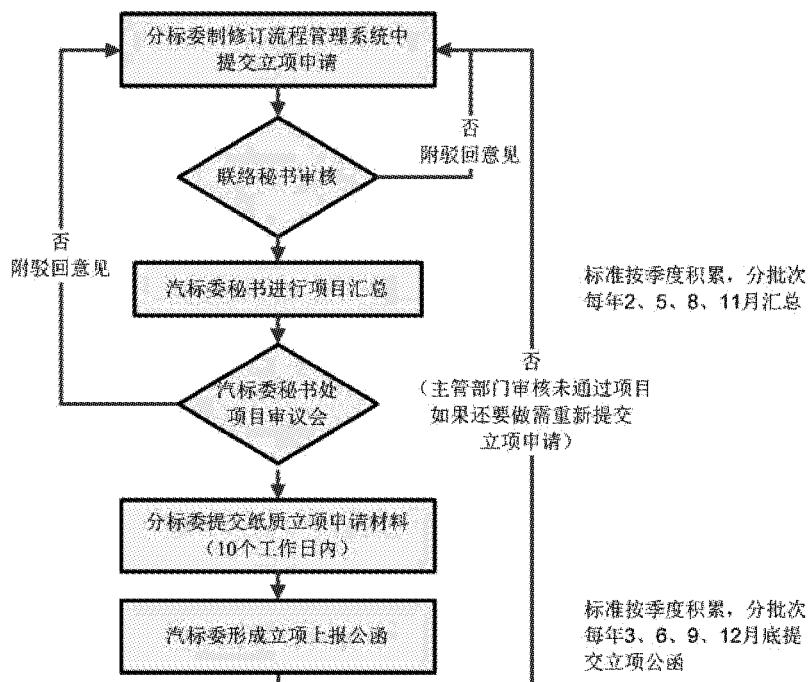 分标委制修订流程管理系统中
提交立项申请
否
附驳回意见
联络秘书审核
否
附驳回意见
汽标委秘书进行项目汇总
标准按季度积累，分批次
每年2、5、8、11月汇总
汽标委秘书处
项目审议会
否
（主管部门审核未通过项目
如果还要做需重新提交
立项申请）
分标委提交纸质立项申请材料
（10个工作日内）
汽标委形成立项上报公函
标准按季度积累，分批次
每年3、6、9、12月底提
交立项公函